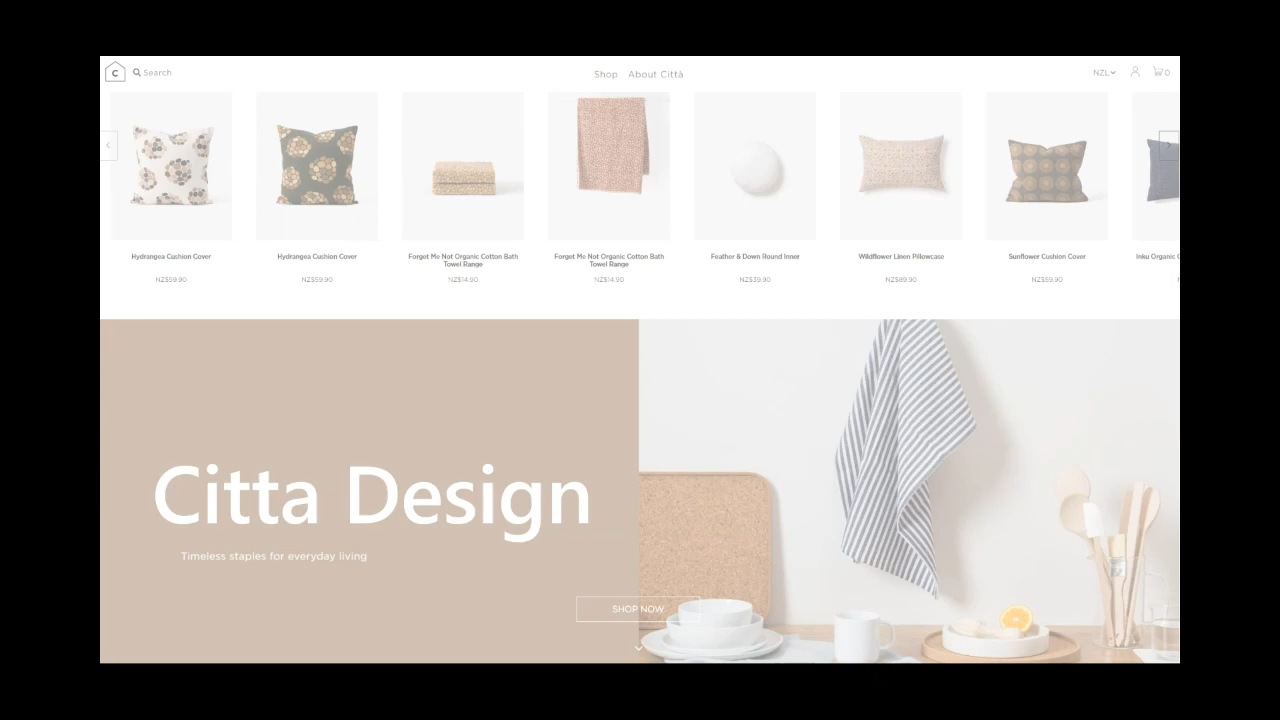 C Search Shop About Città NZL 0
Hydrangea Cushion Cover
NZ$59.90
Hydrangea Cushion Cover
NZ$59.90
Forget Me Not Organic Cotton Bath
Towel Range
NZ$14.90
Forget Me Not Organic Cotton Bath
Towel Range
NZ$14.90
Feather & Down Round Inner
NZ$39.90
Wildflower Linen Pillowcase
NZ$89.90
Sunflower Cushion Cover
NZ$59.90
Inku Organic
Citta Design
Timeless staples for everyday living
SHOP NOW